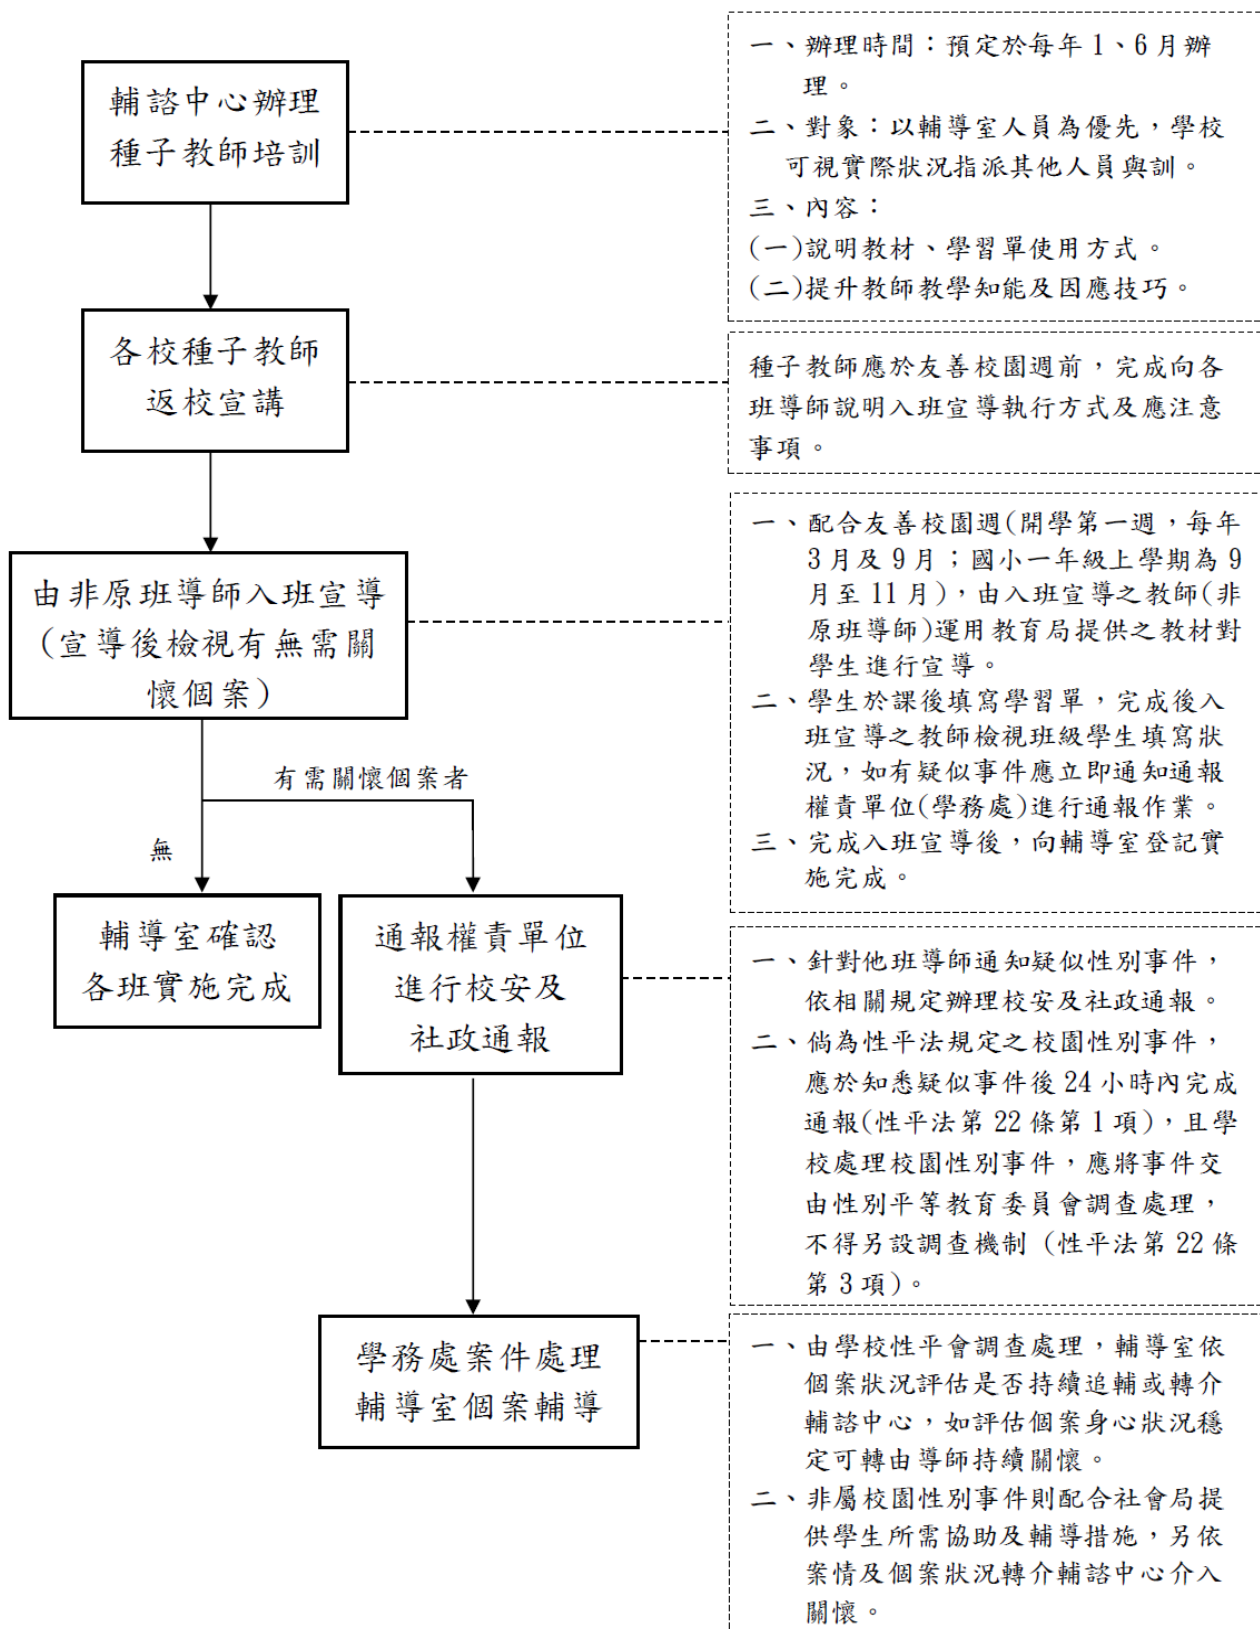 輔諮中心辦理
種子教師培訓
一、辦理時間：預定於每年 1、6 月辦
理。
二、對象：以輔導室人員為優先，學校
可視實際狀況指派其他人員與訓。
三、內容：
(一)說明教材、學習單使用方式。
(二)提升教師教學知能及因應技巧。
各校種子教師
返校宣講
種子教師應於友善校園週前，完成向各
班導師說明入班宣導執行方式及應注意
事項。
由非原班導師入班宣導
(宣導後檢視有無需關
懷個案)
一、配合友善校園週(開學第一週，每年
3 月及 9 月；國小一年級上學期為 9
月至 11 月)，由入班宣導之教師(非
原班導師)運用教育局提供之教材對
學生進行宣導。
二、學生於課後填寫學習單，完成後入
班宣導之教師檢視班級學生填寫狀
況，如有疑似事件應立即通知通報
權責單位(學務處)進行通報作業。
三、完成入班宣導後，向輔導室登記實
施完成。
有需關懷個案者
無
輔導室確認
各班實施完成
通報權責單位
進行校安及
社政通報
一、針對他班導師通知疑似性別事件，
依相關規定辦理校安及社政通報。
二、倘為性平法規定之校園性別事件，
應於知悉疑似事件後 24 小時內完成
通報(性平法第 22 條第 1 項)，且學
校處理校園性別事件，應將事件交
由性別平等教育委員會調查處理，
不得另設調查機制 (性平法第 22 條
第 3 項)。
學務處案件處理
輔導室個案輔導
一、由學校性平會調查處理，輔導室依
個案狀況評估是否持續追輔或轉介
輔諮中心，如評估個案身心狀況穩
定可轉由導師持續關懷。
二、非屬校園性別事件則配合社會局提
供學生所需協助及輔導措施，另依
案情及個案狀況轉介輔諮中心介入
關懷。